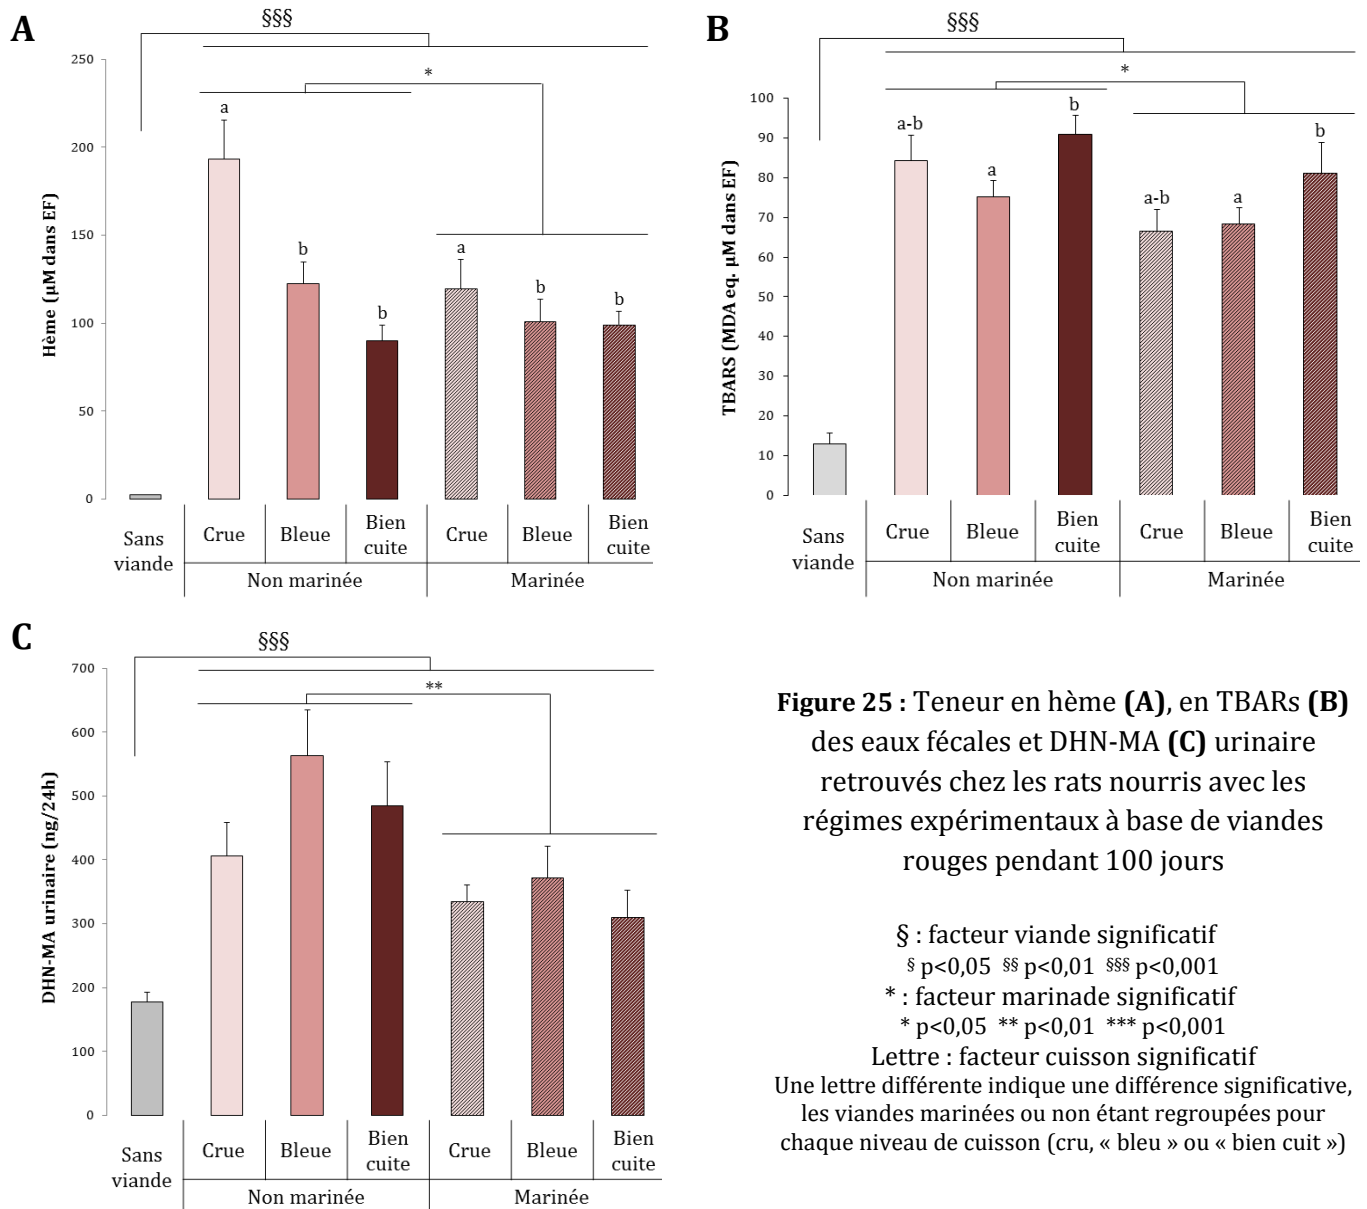 A
§§§
*
Hème (µM dans EF)
250
200
150
100
50
0
a
b
b
a
b
b
Sans viande
Crue
Bleue
Bien cuite
Crue
Bleue
Bien cuite
Non marinée
Marinée
B
§§§
*
TBARS (MDA eq. µM dans EF)
100
90
80
70
60
50
40
30
20
10
0
a-b
a
b
a-b
a
b
Sans viande
Crue
Bleue
Bien cuite
Crue
Bleue
Bien cuite
Non marinée
Marinée
C
§§§
**
DHN-MA urinaire (ng/24h)
700
600
500
400
300
200
100
0
Sans viande
Crue
Bleue
Bien cuite
Crue
Bleue
Bien cuite
Non marinée
Marinée
Figure 25 : Teneur en hème (A), en TBARs (B)
des eaux fécales et DHN-MA (C) urinaire
retrouvés chez les rats nourris avec les
régimes expérimentaux à base de viandes
rouges pendant 100 jours
§ : facteur viande significatif
§ p<0,05 §§ p<0,01 §§§ p<0,001
* : facteur marinade significatif
* p<0,05 ** p<0,01 *** p<0,001
Lettre : facteur cuisson significatif
Une lettre différente indique une différence significative,
les viandes marinées ou non étant regroupées pour
chaque niveau de cuisson (cru, « bleu » ou « bien cuit »)